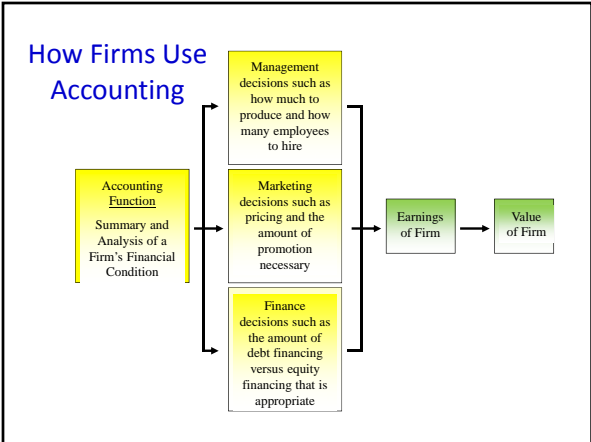 How Firms Use
Accounting
Management
decisions such as
how much to
produce and how
many employees
to hire
Accounting
Function
Summary and
Analysis of a
Firm's Financial
Condition
Marketing
decisions such as
pricing and the
amount of
promotion
necessary
Earnings
of Firm
Value
of Firm
Finance
decisions such as
the amount of
debt financing
versus equity
financing that is
appropriate